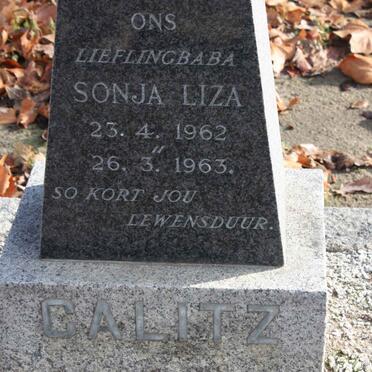 ONS
LIEFLINGBABA
SONJA LIZA
23. 4. 1962
"
26. 3. 1963.
SO KORT JOU
LEWENSDUUR.
CALITZ